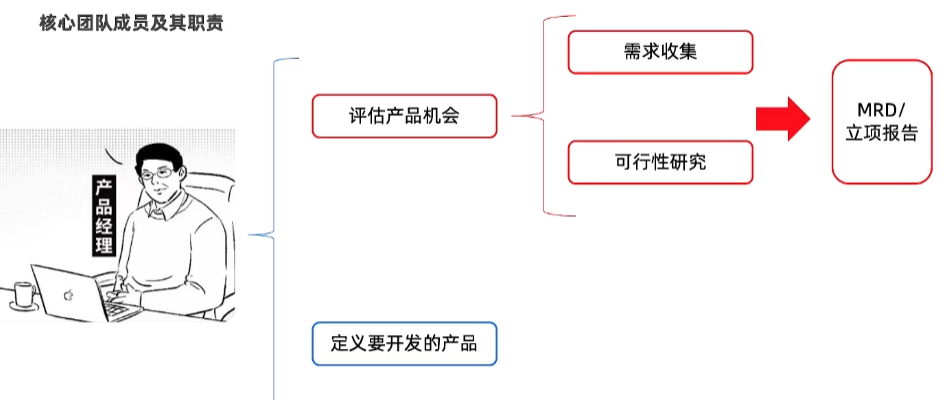 核心团队成员及其职责
需求收集
评估产品机会
MRD/
立项报告
可行性研究
产品经理
定义要开发的产品